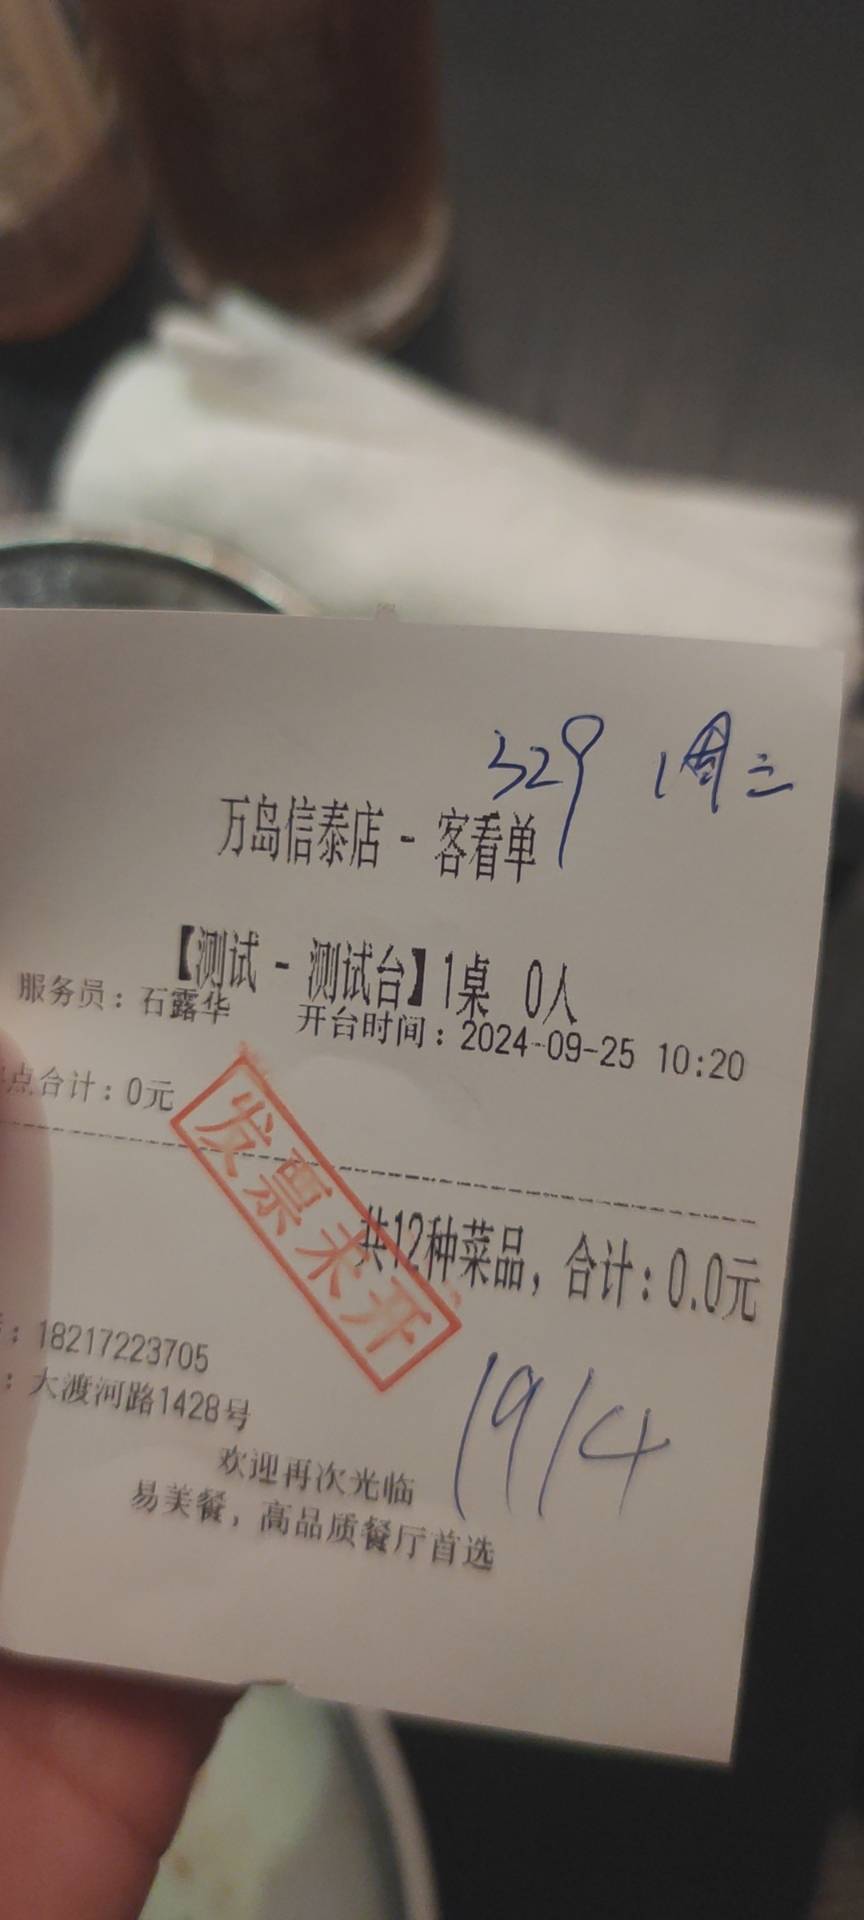 329 周三
万岛信泰店 - 客看单
【测试 - 测试台】1桌 0人
服务员：石露华 开台时间：2024-09-25 10:20
点合计：0元
发票未开
共12种菜品，合计：0.0元
：18217223705
：大渡河路1428号
1914
欢迎再次光临
易美餐，高品质餐厅首选